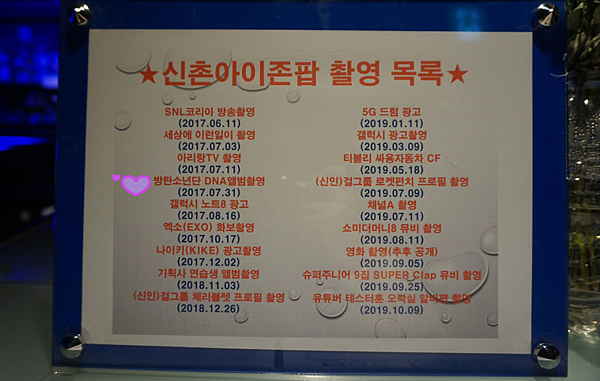 ★신촌아이존팝 촬영 목록★
SNL코리아 방송촬영
(2017.06.11)
세상에 이런일이 촬영
(2017.07.03)
아리랑TV 촬영
(2017.07.11)
방탄소년단 DNA앨범촬영
(2017.07.31)
갤럭시 노트8 광고
(2017.08.16)
엑소(EXO) 화보촬영
(2017.10.17)
나이키(KIKE) 광고촬영
(2017.12.02)
기획사 연습생 앨범촬영
(2018.11.03)
(신인)걸그룹 체리블렛 프로필 촬영
(2018.12.26)
5G 드럼 광고
(2019.01.11)
갤럭시 광고촬영
(2019.03.09)
티볼리 싸용자동차 CF
(2019.05.18)
(신인)걸그룹 로켓펀치 프로필 촬영
(2019.07.09)
채널A 촬영
(2019.07.11)
쇼미더머니8 뮤비 촬영
(2019.08.11)
영화 촬영(추후 공개)
(2019.09.05)
슈퍼주니어 9집 SUPER Clap 뮤비 촬영
(2019.09.25)
유튜버 테스터훈 오락실 알바편 촬영
(2019.10.09)